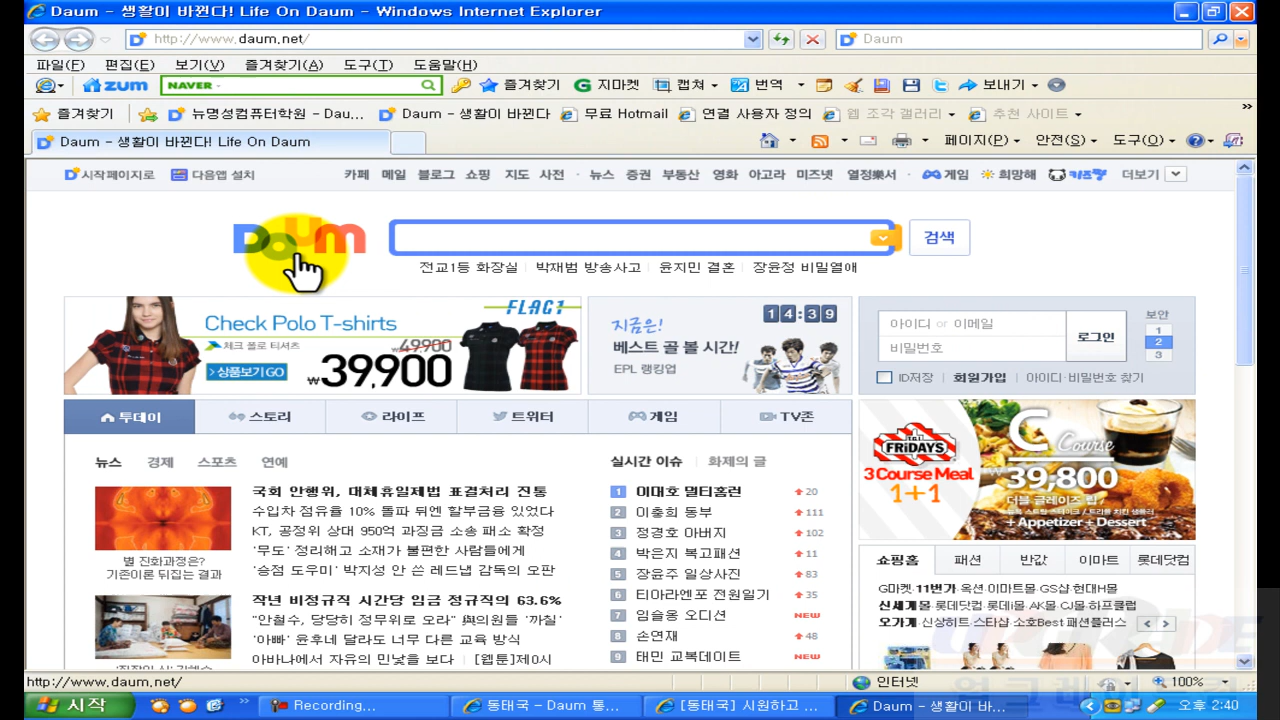 Daum - 생활이 바뀐다! Life On Daum - Windows Internet Explorer
http://www.daum.net/
Daum
파일(F) 편집(E) 보기(V) 즐겨찾기(A) 도구(T) 도움말(H)
zum NAVER 즐겨찾기 지마켓 캡쳐 번역 보내기
즐겨찾기 뉴명성컴퓨터학원 - Dau... Daum - 생활이 바뀐다 무료 Hotmail 연결 사용자 정의 웹 조각 갤러리 추천 사이트
Daum - 생활이 바뀐다! Life On Daum
페이지(P) 안전(S) 도구(O)
시작페이지로 다음앱 설치 카페 메일 블로그 쇼핑 지도 사전 · 뉴스 증권 부동산 영화 아고라 미즈넷 열정樂서 · 게임 희망해 키즈짱 더보기
Daum 검색
전교1등 화장실 박재범 방송사고 윤지민 결혼 장윤정 비밀열애
FLAC1
Check Polo T-shirts
체크 폴로 티셔츠
49,900
₩39,900
>상품보기 GO
지금은! 14:39
베스트 골 볼 시간!
EPL 랭킹업
아이디 or 이메일
비밀번호
로그인
보안
1
2
3
ID저장 회원가입 아이디·비밀번호 찾기
투데이 스토리 라이프 트위터 게임 TV존
뉴스 경제 스포츠 연예
국회 안행위, 대체휴일제법 표결처리 진통
수입차 점유율 10% 돌파 뒤엔 할부금융 있었다
KT, 공정위 상대 950억 과징금 소송 패소 확정
'무도' 정리해고 소재가 불편한 사람들에게
'승점 도우미' 박지성 안 쓴 레드냅 감독의 오판
별 진화과정은?
기존이론 뒤집는 결과
작년 비정규직 시간당 임금 정규직의 63.6%
"안철수, 당당히 정무위로 오라" 與의원들 '까칠'
'아빠' 윤후네 달라도 너무 다른 교육 방식
아바나에서 자유의 민낯을 보다 | [웹툰]제0시
실시간 이슈 화제의 글
1 이대호 멀티홈런 20
2 이홍희 동부 111
3 정경호 아버지 102
4 박은지 복고패션 11
5 장윤주 일상사진 83
6 티아라엔포 전원일기 35
7 임슬옹 오디션 NEW
8 손연재 48
9 태민 교복데이트 NEW
T.G.I. FRiDAYS
3Course Meal
1+1
C Course
₩39,800
더블 글레이즈 립
+ Appetizer + Dessert
쇼핑홈 패션 반값 이마트 롯데닷컴
G마켓·11번가·옥션·이마트몰·GS샵·현대H몰
신세계몰·롯데닷컴·롯데i몰·AK몰·CJ몰·하프클럽
오가게·신상히트·스타샵·소호Best·패션플러스
http://www.daum.net/ 인터넷 100%
시작 Recording... 동태국 - Daum 통... [동태국] 시원하고 ... Daum - 생활이 바... 오후 2:40